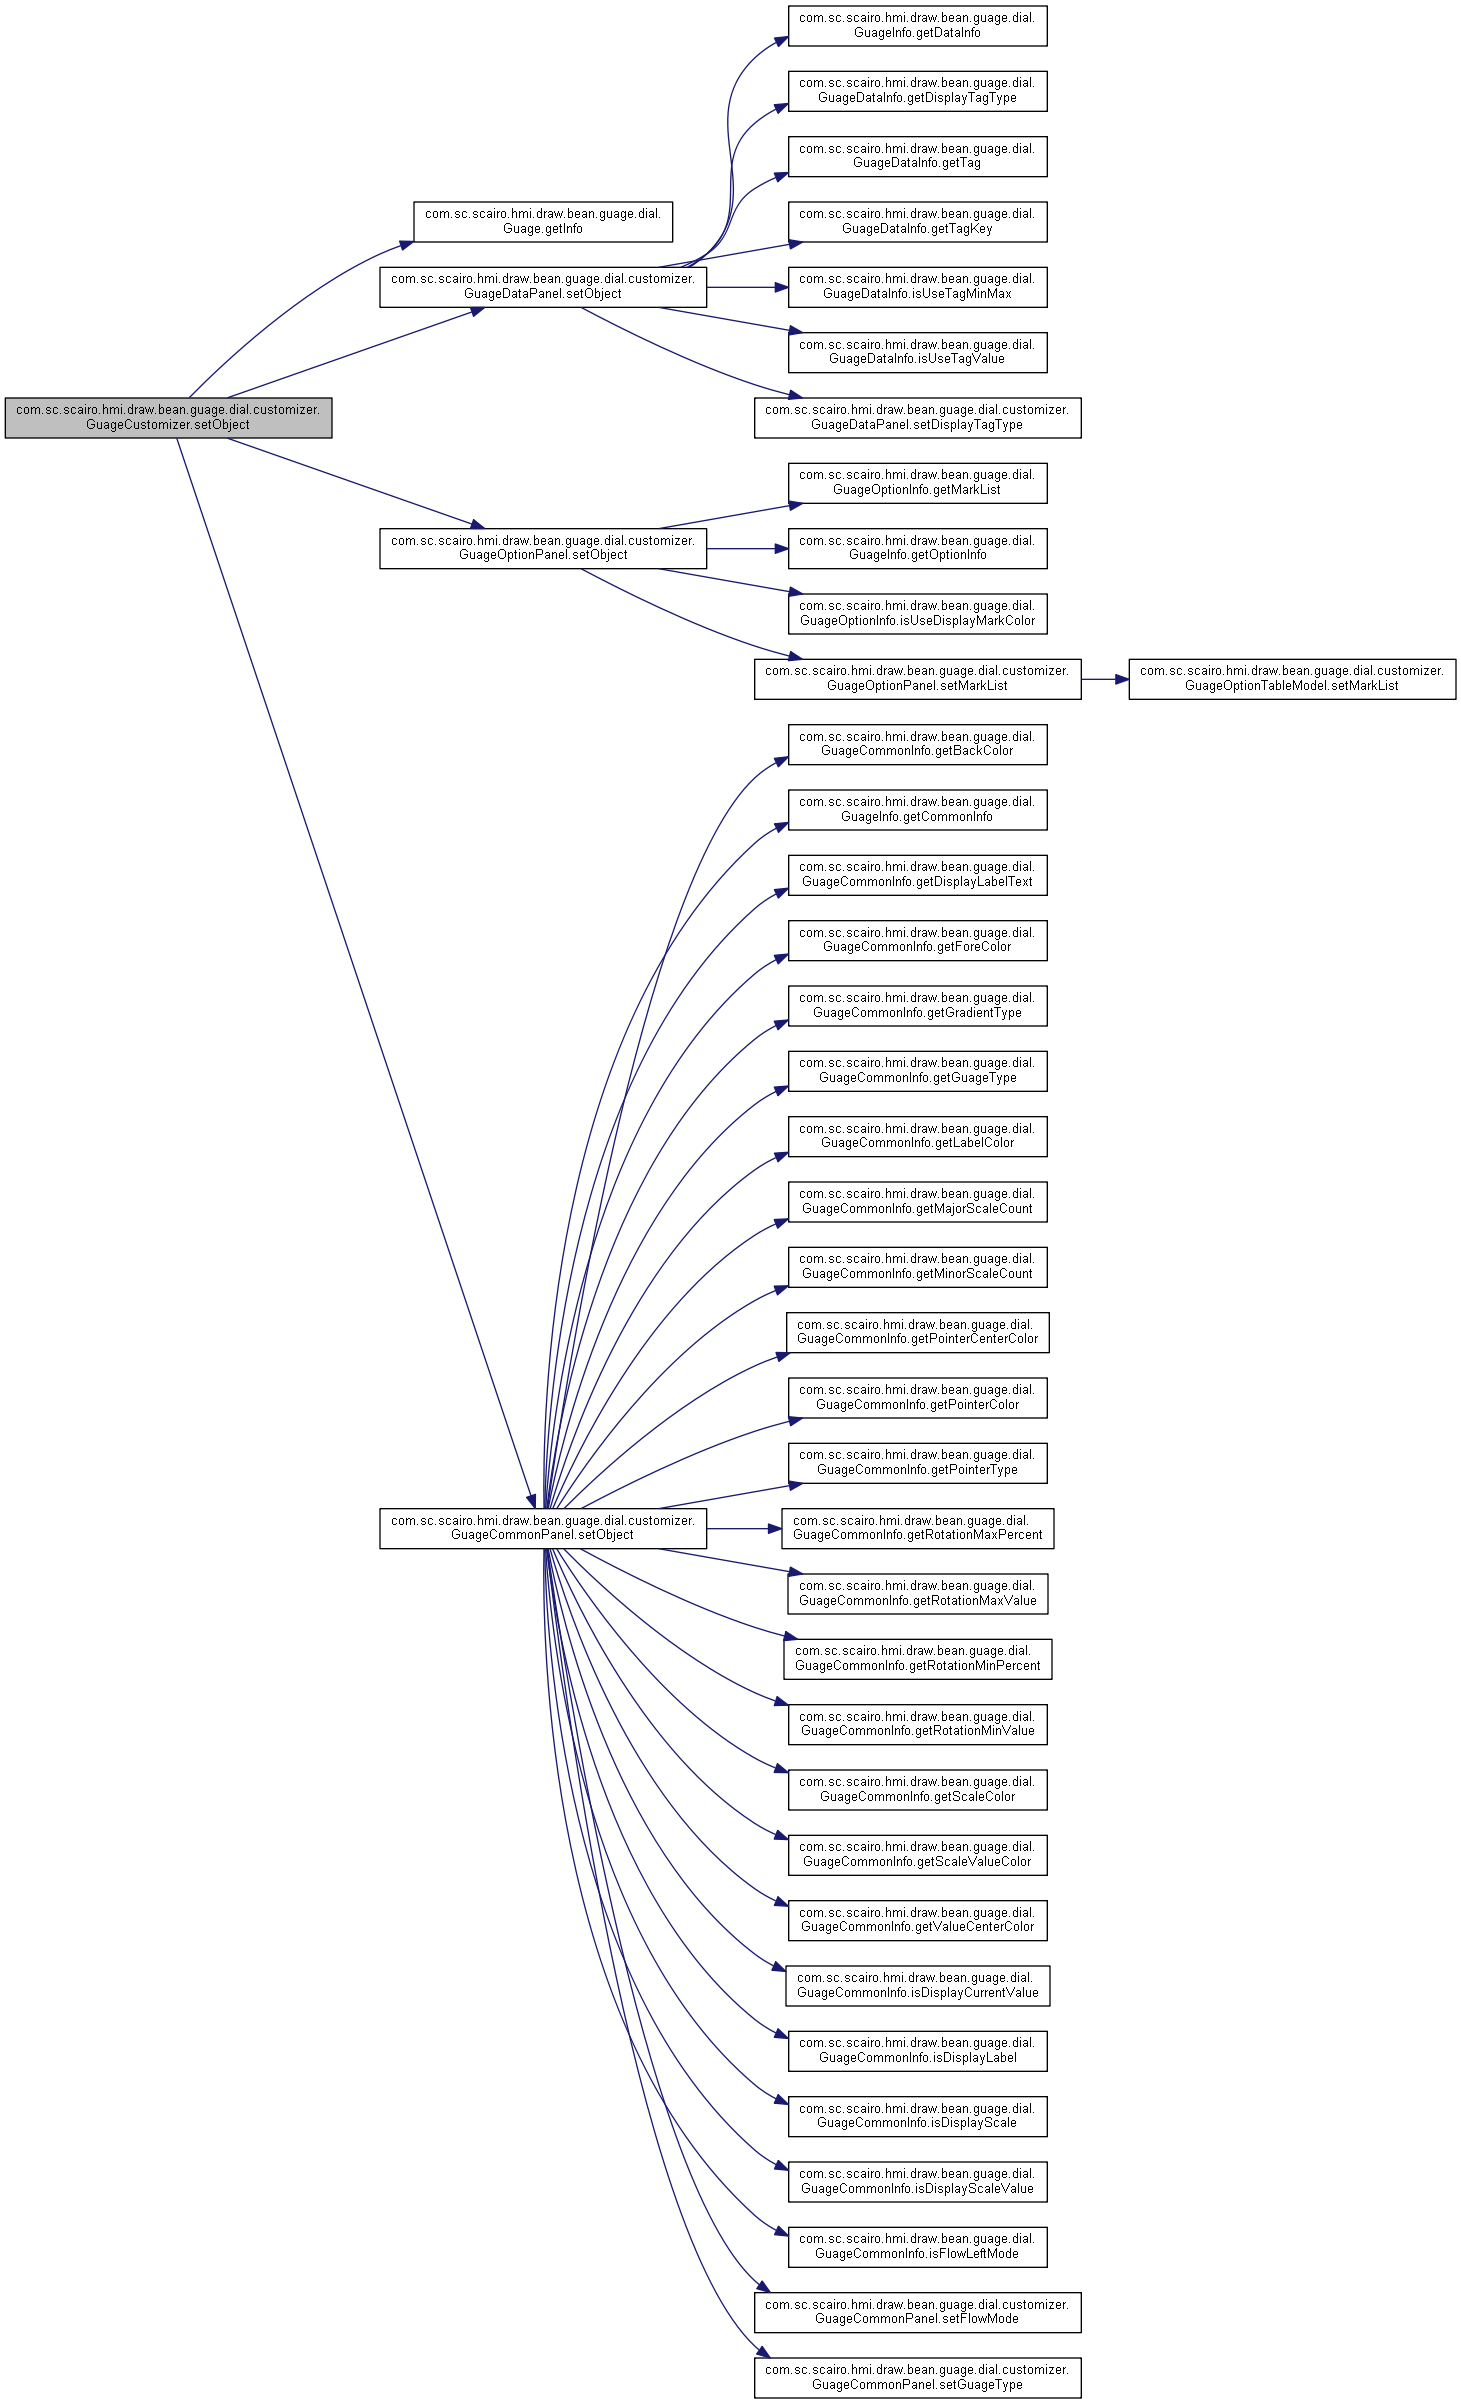 com.sc.scairo.hmi.draw.bean.guage.dial.
GuageInfo.getDataInfo
com.sc.scairo.hmi.draw.bean.guage.dial.
GuageDataInfo.getDisplayTagType
com.sc.scairo.hmi.draw.bean.guage.dial.
GuageDataInfo.getTag
com.sc.scairo.hmi.draw.bean.guage.dial.
Guage.getInfo
com.sc.scairo.hmi.draw.bean.guage.dial.
GuageDataInfo.getTagKey
com.sc.scairo.hmi.draw.bean.guage.dial.customizer.
GuageDataPanel.setObject
com.sc.scairo.hmi.draw.bean.guage.dial.
GuageDataInfo.isUseTagMinMax
com.sc.scairo.hmi.draw.bean.guage.dial.
GuageDataInfo.isUseTagValue
com.sc.scairo.hmi.draw.bean.guage.dial.customizer.
GuageCustomizer.setObject
com.sc.scairo.hmi.draw.bean.guage.dial.customizer.
GuageDataPanel.setDisplayTagType
com.sc.scairo.hmi.draw.bean.guage.dial.
GuageOptionInfo.getMarkList
com.sc.scairo.hmi.draw.bean.guage.dial.customizer.
GuageOptionPanel.setObject
com.sc.scairo.hmi.draw.bean.guage.dial.
GuageInfo.getOptionInfo
com.sc.scairo.hmi.draw.bean.guage.dial.
GuageOptionInfo.isUseDisplayMarkColor
com.sc.scairo.hmi.draw.bean.guage.dial.customizer.
GuageOptionPanel.setMarkList
com.sc.scairo.hmi.draw.bean.guage.dial.customizer.
GuageOptionTableModel.setMarkList
com.sc.scairo.hmi.draw.bean.guage.dial.
GuageCommonInfo.getBackColor
com.sc.scairo.hmi.draw.bean.guage.dial.
GuageInfo.getCommonInfo
com.sc.scairo.hmi.draw.bean.guage.dial.
GuageCommonInfo.getDisplayLabelText
com.sc.scairo.hmi.draw.bean.guage.dial.
GuageCommonInfo.getForeColor
com.sc.scairo.hmi.draw.bean.guage.dial.
GuageCommonInfo.getGradientType
com.sc.scairo.hmi.draw.bean.guage.dial.
GuageCommonInfo.getGuageType
com.sc.scairo.hmi.draw.bean.guage.dial.
GuageCommonInfo.getLabelColor
com.sc.scairo.hmi.draw.bean.guage.dial.
GuageCommonInfo.getMajorScaleCount
com.sc.scairo.hmi.draw.bean.guage.dial.
GuageCommonInfo.getMinorScaleCount
com.sc.scairo.hmi.draw.bean.guage.dial.
GuageCommonInfo.getPointerCenterColor
com.sc.scairo.hmi.draw.bean.guage.dial.
GuageCommonInfo.getPointerColor
com.sc.scairo.hmi.draw.bean.guage.dial.
GuageCommonInfo.getPointerType
com.sc.scairo.hmi.draw.bean.guage.dial.customizer.
GuageCommonPanel.setObject
com.sc.scairo.hmi.draw.bean.guage.dial.
GuageCommonInfo.getRotationMaxPercent
com.sc.scairo.hmi.draw.bean.guage.dial.
GuageCommonInfo.getRotationMaxValue
com.sc.scairo.hmi.draw.bean.guage.dial.
GuageCommonInfo.getRotationMinPercent
com.sc.scairo.hmi.draw.bean.guage.dial.
GuageCommonInfo.getRotationMinValue
com.sc.scairo.hmi.draw.bean.guage.dial.
GuageCommonInfo.getScaleColor
com.sc.scairo.hmi.draw.bean.guage.dial.
GuageCommonInfo.getScaleValueColor
com.sc.scairo.hmi.draw.bean.guage.dial.
GuageCommonInfo.getValueCenterColor
com.sc.scairo.hmi.draw.bean.guage.dial.
GuageCommonInfo.isDisplayCurrentValue
com.sc.scairo.hmi.draw.bean.guage.dial.
GuageCommonInfo.isDisplayLabel
com.sc.scairo.hmi.draw.bean.guage.dial.
GuageCommonInfo.isDisplayScale
com.sc.scairo.hmi.draw.bean.guage.dial.
GuageCommonInfo.isDisplayScaleValue
com.sc.scairo.hmi.draw.bean.guage.dial.
GuageCommonInfo.isFlowLeftMode
com.sc.scairo.hmi.draw.bean.guage.dial.customizer.
GuageCommonPanel.setFlowMode
com.sc.scairo.hmi.draw.bean.guage.dial.customizer.
GuageCommonPanel.setGuageType